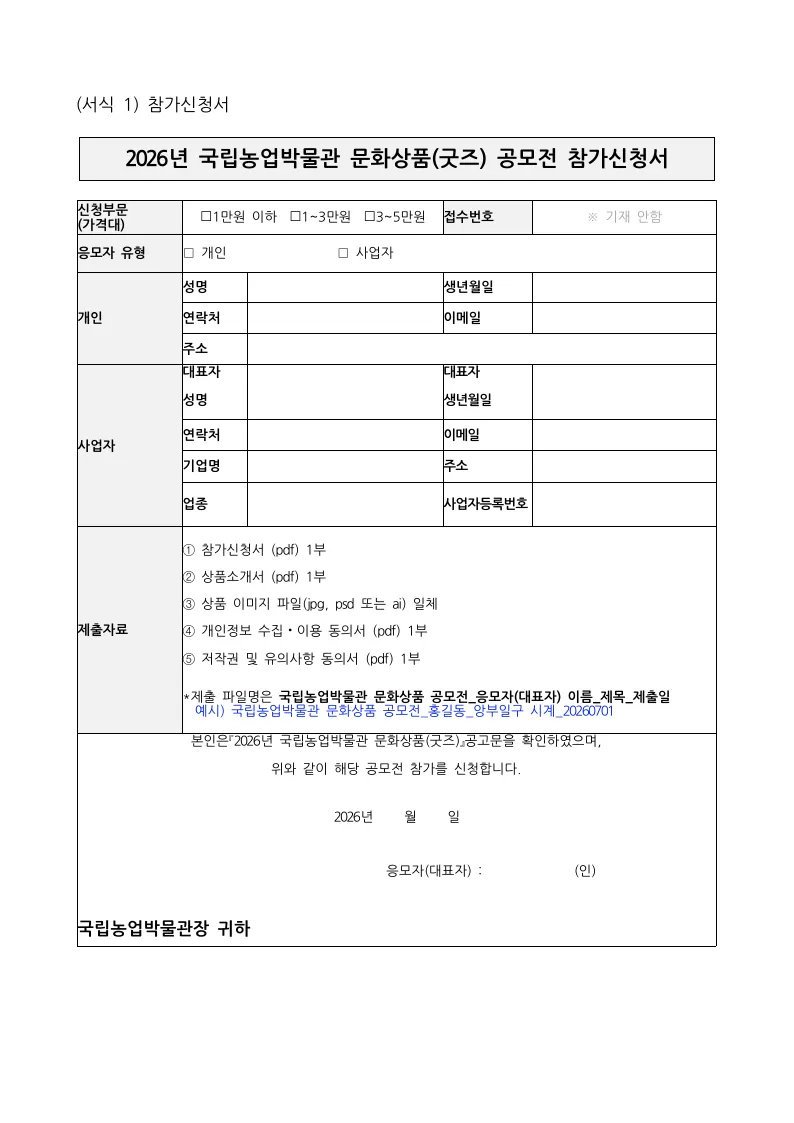 (서식 1) 참가신청서
2026년 국립농업박물관 문화상품(굿즈) 공모전 참가신청서
신청부문
(가격대)
□1만원 이하 □1~3만원 □3~5만원
접수번호
※ 기재 안함
응모자 유형
□ 개인 □ 사업자
개인
성명
생년월일
연락처
이메일
주소
사업자
대표자
성명
대표자
생년월일
연락처
이메일
기업명
주소
업종
사업자등록번호
제출자료
① 참가신청서 (pdf) 1부
② 상품소개서 (pdf) 1부
③ 상품 이미지 파일(jpg, psd 또는 ai) 일체
④ 개인정보 수집・이용 동의서 (pdf) 1부
⑤ 저작권 및 유의사항 동의서 (pdf) 1부
*제출 파일명은 국립농업박물관 문화상품 공모전_응모자(대표자) 이름_제목_제출일
예시) 국립농업박물관 문화상품 공모전_홍길동_앙부일구 시계_20260701
본인은『2026년 국립농업박물관 문화상품(굿즈)』공고문을 확인하였으며,
위와 같이 해당 공모전 참가를 신청합니다.
2026년 월 일
응모자(대표자) : (인)
국립농업박물관장 귀하